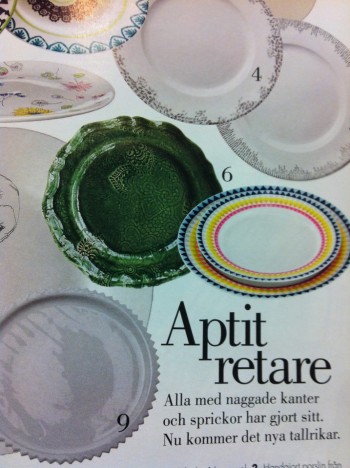 4
6
Aptit
retare
Alla med naggade kanter
och sprickor har gjort sitt.
Nu kommer det nya tallrikar.
9